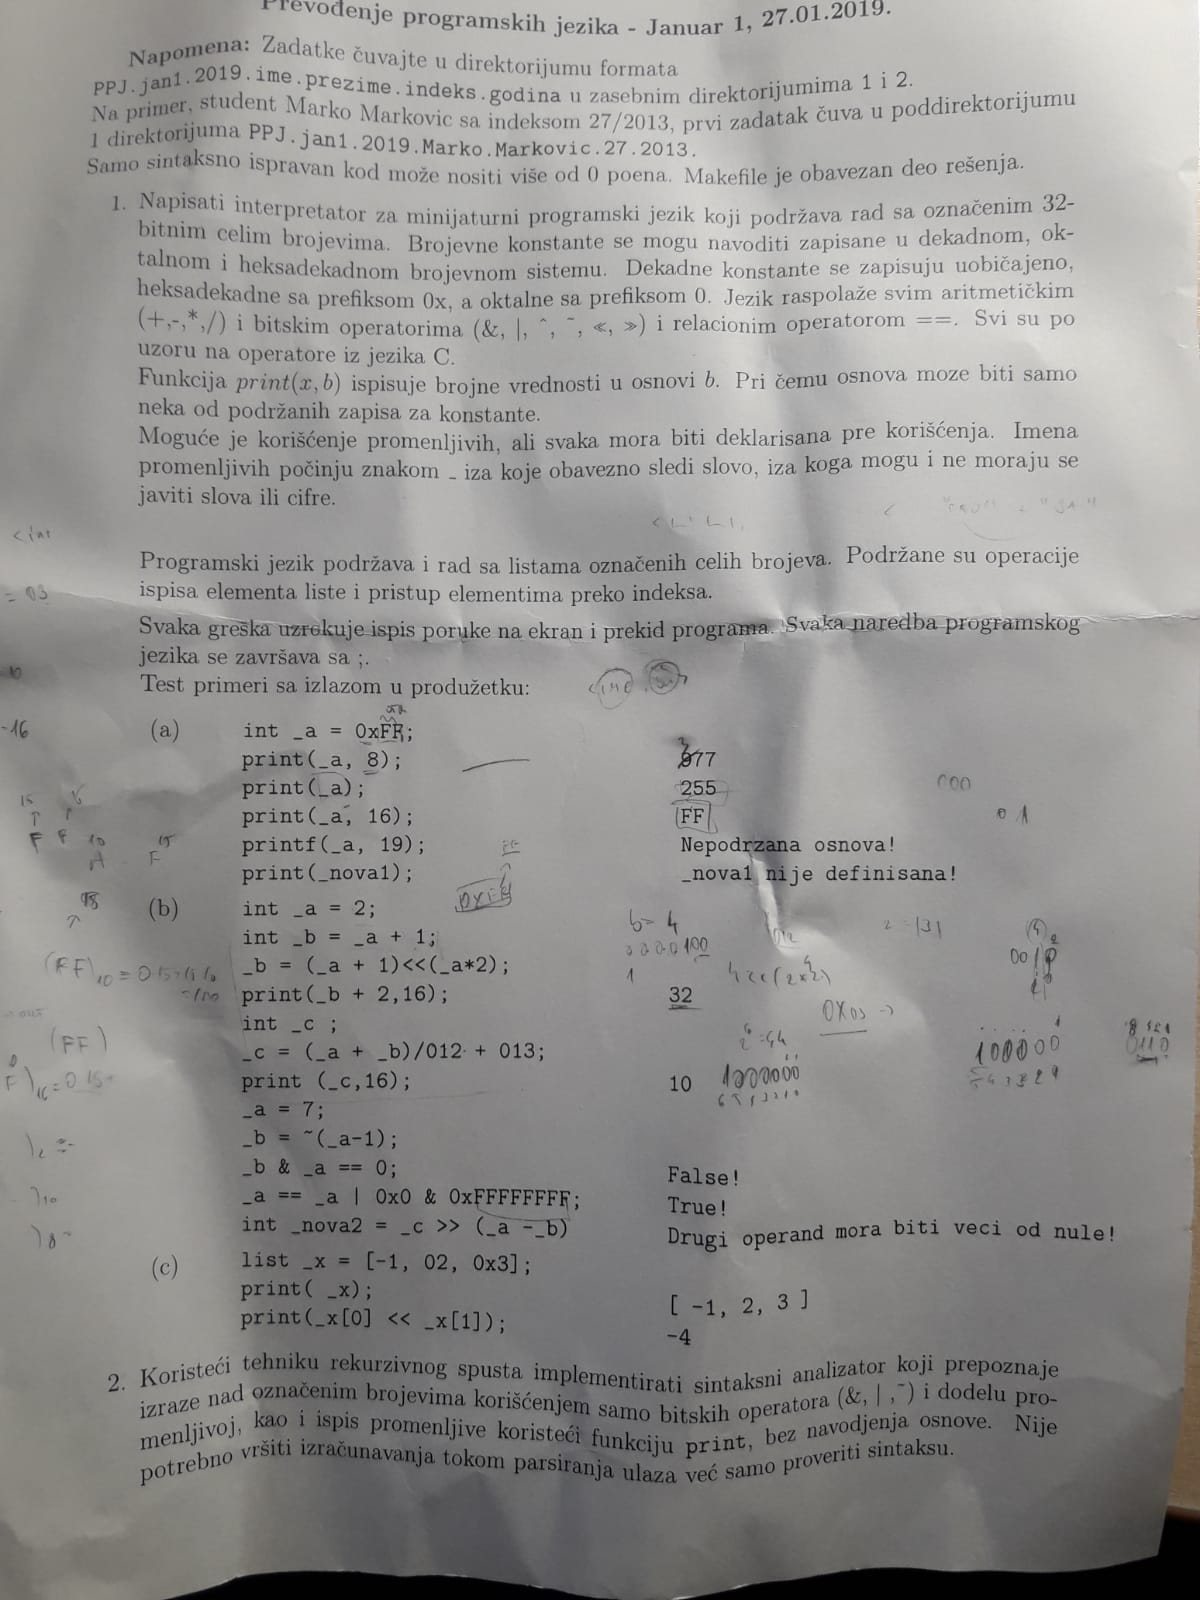 Prevođenje programskih jezika - Januar 1, 27.01.2019.
Napomena: Zadatke čuvajte u direktorijumu formata
PPJ.jan1.2019.ime.prezime.indeks.godina u zasebnim direktorijumima 1 i 2.
Na primer, student Marko Markovic sa indeksom 27/2013, prvi zadatak čuva u poddirektorijumu
1 direktorijuma PPJ.jan1.2019.Marko.Markovic.27.2013.
Samo sintaksno ispravan kod može nositi više od 0 poena. Makefile je obavezan deo rešenja.
1. Napisati interpretator za minijaturni programski jezik koji podržava rad sa označenim 32-
bitnim celim brojevima. Brojevne konstante se mogu navoditi zapisane u dekadnom, ok-
talnom i heksadekadnom brojevnom sistemu. Dekadne konstante se zapisuju uobičajeno,
heksadekadne sa prefiksom 0x, a oktalne sa prefiksom 0. Jezik raspolaže svim aritmetičkim
(+,-,*,/) i bitskim operatorima (&, |, ^, ~, ≪, ≫) i relacionim operatorom ==. Svi su po
uzoru na operatore iz jezika C.
Funkcija print(x, b) ispisuje brojne vrednosti u osnovi b. Pri čemu osnova moze biti samo
neka od podržanih zapisa za konstante.
Moguće je korišćenje promenljivih, ali svaka mora biti deklarisana pre korišćenja. Imena
promenljivih počinju znakom _ iza koje obavezno sledi slovo, iza koga mogu i ne moraju se
javiti slova ili cifre.
<int
= 03
Programski jezik podržava i rad sa listama označenih celih brojeva. Podržane su operacije
ispisa elementa liste i pristup elementima preko indeksa.
Svaka greška uzrokuje ispis poruke na ekran i prekid programa. Svaka naredba programskog
jezika se završava sa ;.
Test primeri sa izlazom u produžetku:
-16
(a) int _a = 0xFF;
print(_a, 8); 377
print(_a); 255
print(_a, 16); FF
printf(_a, 19); Nepodrzana osnova!
print(_nova1); _nova1 nije definisana!
(b) int _a = 2;
int _b = _a + 1;
_b = (_a + 1)<<(_a*2);
print(_b + 2,16); 32
int _c ;
_c = (_a + _b)/012 + 013;
print (_c,16); 10
_a = 7;
_b = ~(_a-1);
_b & _a == 0; False!
_a == _a | 0x0 & 0xFFFFFFFF; True!
int _nova2 = _c >> (_a -_b) Drugi operand mora biti veci od nule!
(c) list _x = [-1, 02, 0x3];
print( _x); [ -1, 2, 3 ]
print(_x[0] << _x[1]); -4
2. Koristeći tehniku rekurzivnog spusta implementirati sintaksni analizator koji prepoznaje
izraze nad označenim brojevima korišćenjem samo bitskih operatora (&, | ,~) i dodelu pro-
menljivoj, kao i ispis promenljive koristeći funkciju print, bez navodjenja osnove. Nije
potrebno vršiti izračunavanja tokom parsiranja ulaza već samo proveriti sintaksu.